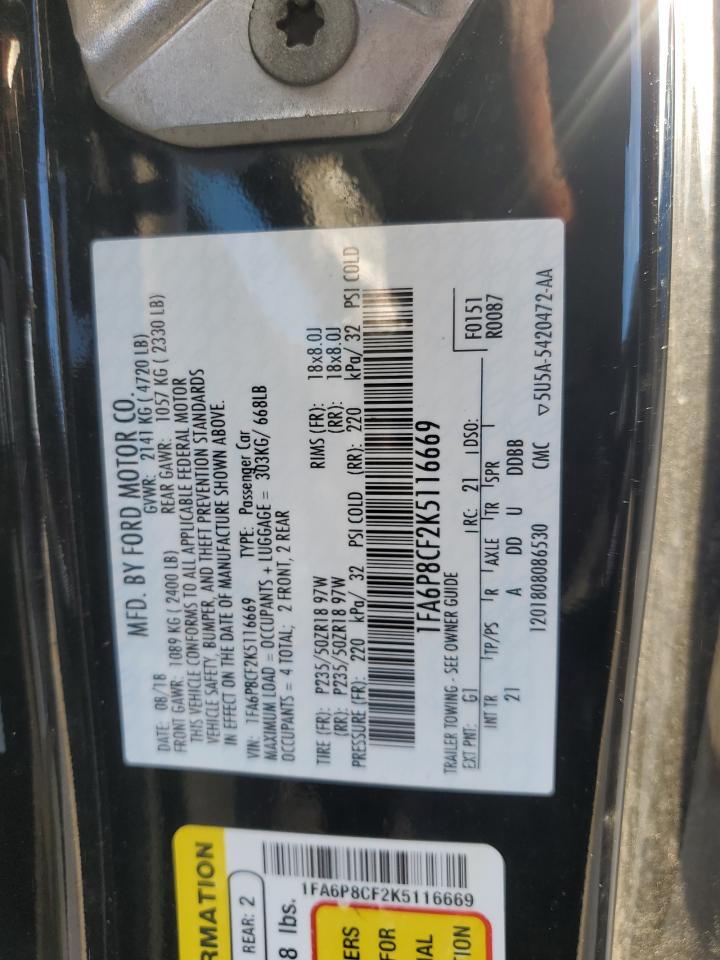 MFD. BY FORD MOTOR CO.
DATE: 08/18 GVWR: 2141 KG ( 4720 LB)
FRONT GAWR: 1089 KG ( 2400 LB) REAR GAWR: 1057 KG ( 2330 LB)
THIS VEHICLE CONFORMS TO ALL APPLICABLE FEDERAL MOTOR
VEHICLE SAFETY, BUMPER, AND THEFT PREVENTION STANDARDS
IN EFFECT ON THE DATE OF MANUFACTURE SHOWN ABOVE.
VIN: 1FA6P8CF2K5116669 TYPE: Passenger Car
MAXIMUM LOAD = OCCUPANTS + LUGGAGE = 303KG/ 668LB
OCCUPANTS = 4 TOTAL; 2 FRONT, 2 REAR
TIRE (FR): P235/50ZR18 97W RIMS (FR): 18x8.0J
(RR): P235/50ZR18 97W (RR): 18x8.0J
PRESSURE (FR): 220 kPa/ 32 PSI COLD (RR): 220 kPa/ 32 PSI COLD
1FA6P8CF2K5116669
TRAILER TOWING - SEE OWNER GUIDE
EXT PNT: G1 RC: 21 DSO: F0151
R0087
INT TR TP/PS R AXLE TR SPR
21 A DD U DDBB
1201808086530 CMC ▽5U5A-5420472-AA
RMATION
REAR: 2
8 lbs.
1FA6P8CF2K5116669
ERS
FOR
NAL
TION